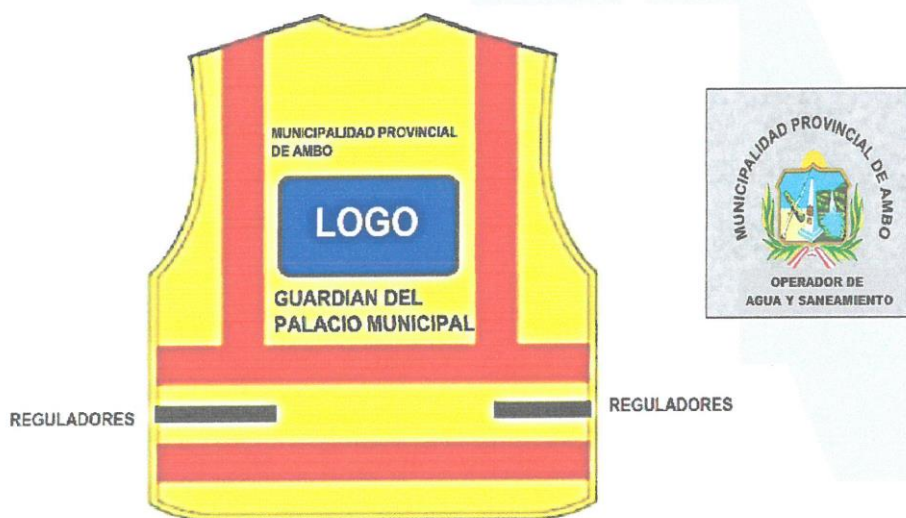 MUNICIPALIDAD PROVINCIAL
DE AMBO
LOGO
GUARDIAN DEL
PALACIO MUNICIPAL
REGULADORES
REGULADORES
MUNICIPALIDAD PROVINCIAL DE AMBO
OPERADOR DE
AGUA Y SANEAMIENTO